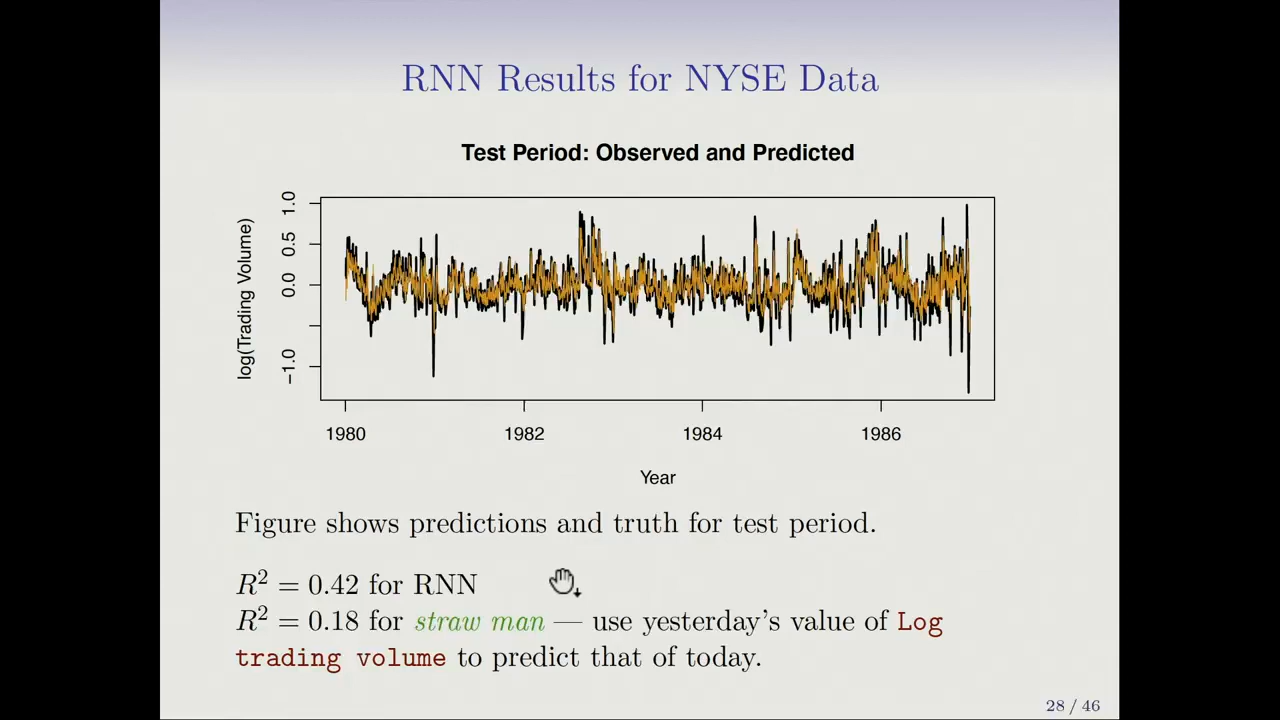 RNN Results for NYSE Data
Test Period: Observed and Predicted
log(Trading Volume)
1.0
0.5
0.0
−1.0
1980 1982 1984 1986
Year
Figure shows predictions and truth for test period.
R² = 0.42 for RNN
R² = 0.18 for straw man — use yesterday's value of Log
trading volume to predict that of today.
28 / 46